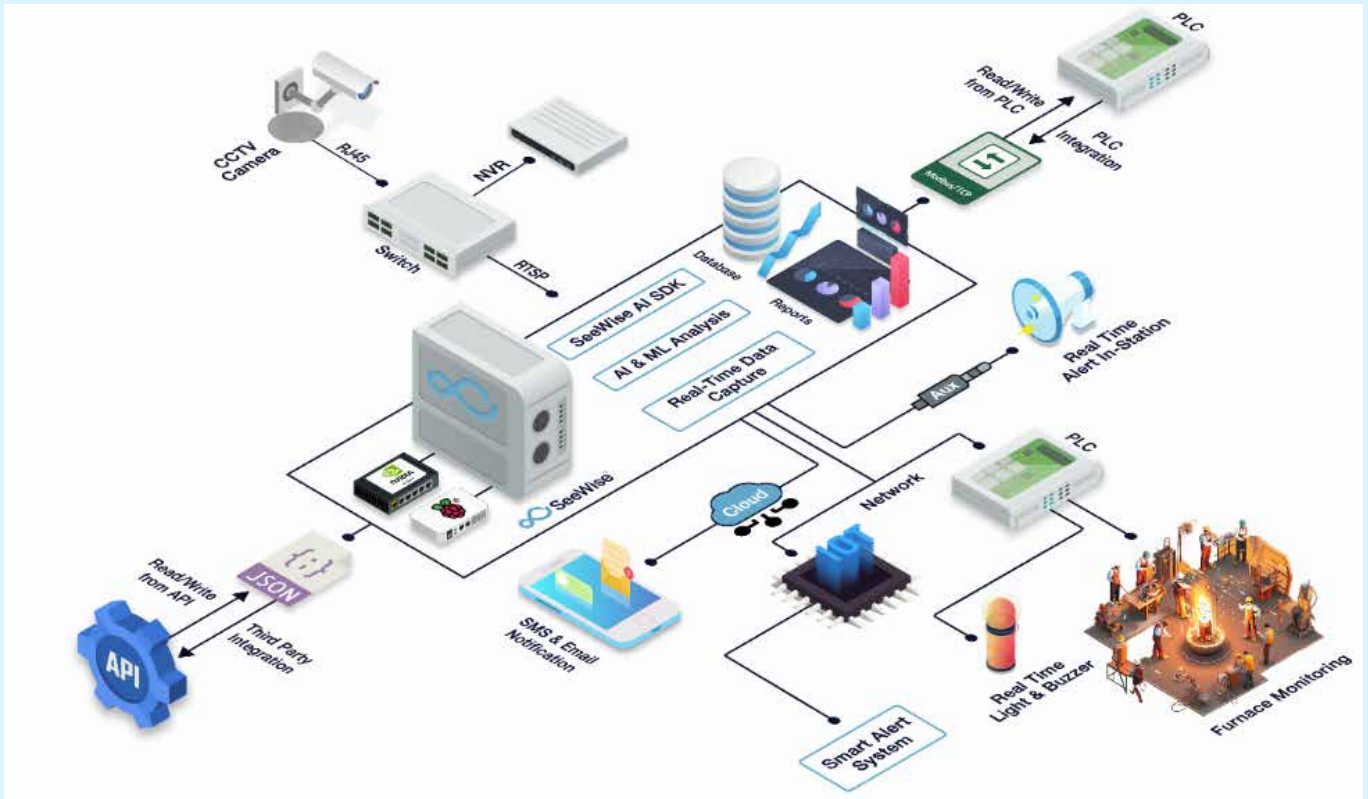 PLC
Read/Write
from PLC
PLC
Integration
Modbus/TCP
CCTV
Camera
RJ45
NVR
Switch
RTSP
Database
Reports
SeeWise AI SDK
AI & ML Analysis
Real-Time Data
Capture
Real Time
Alert In-Station
Aux
PLC
NVIDIA
SeeWise
Cloud
Network
IOT
Read/Write
from API
{;}
JSON
Third Party
Integration
API
SMS & Email
Notification
Real Time
Light & Buzzer
Furnace Monitoring
Smart Alert
System